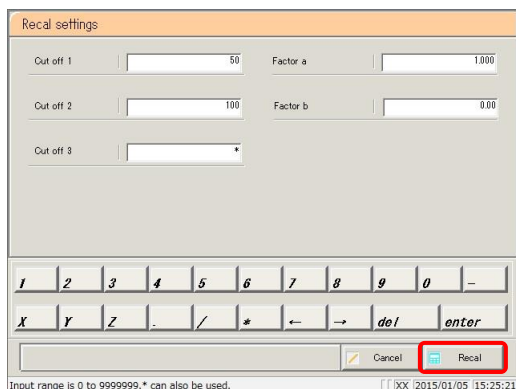 Recal settings
Cut off 1 50 Factor a 1.000
Cut off 2 100 Factor b 0.00
Cut off 3 *
1 2 3 4 5 6 7 8 9 0 -
X Y Z . / * ← → del enter
Cancel Recal
Input range is 0 to 9999999.* can also be used. XX 2015/01/05 15:25:21